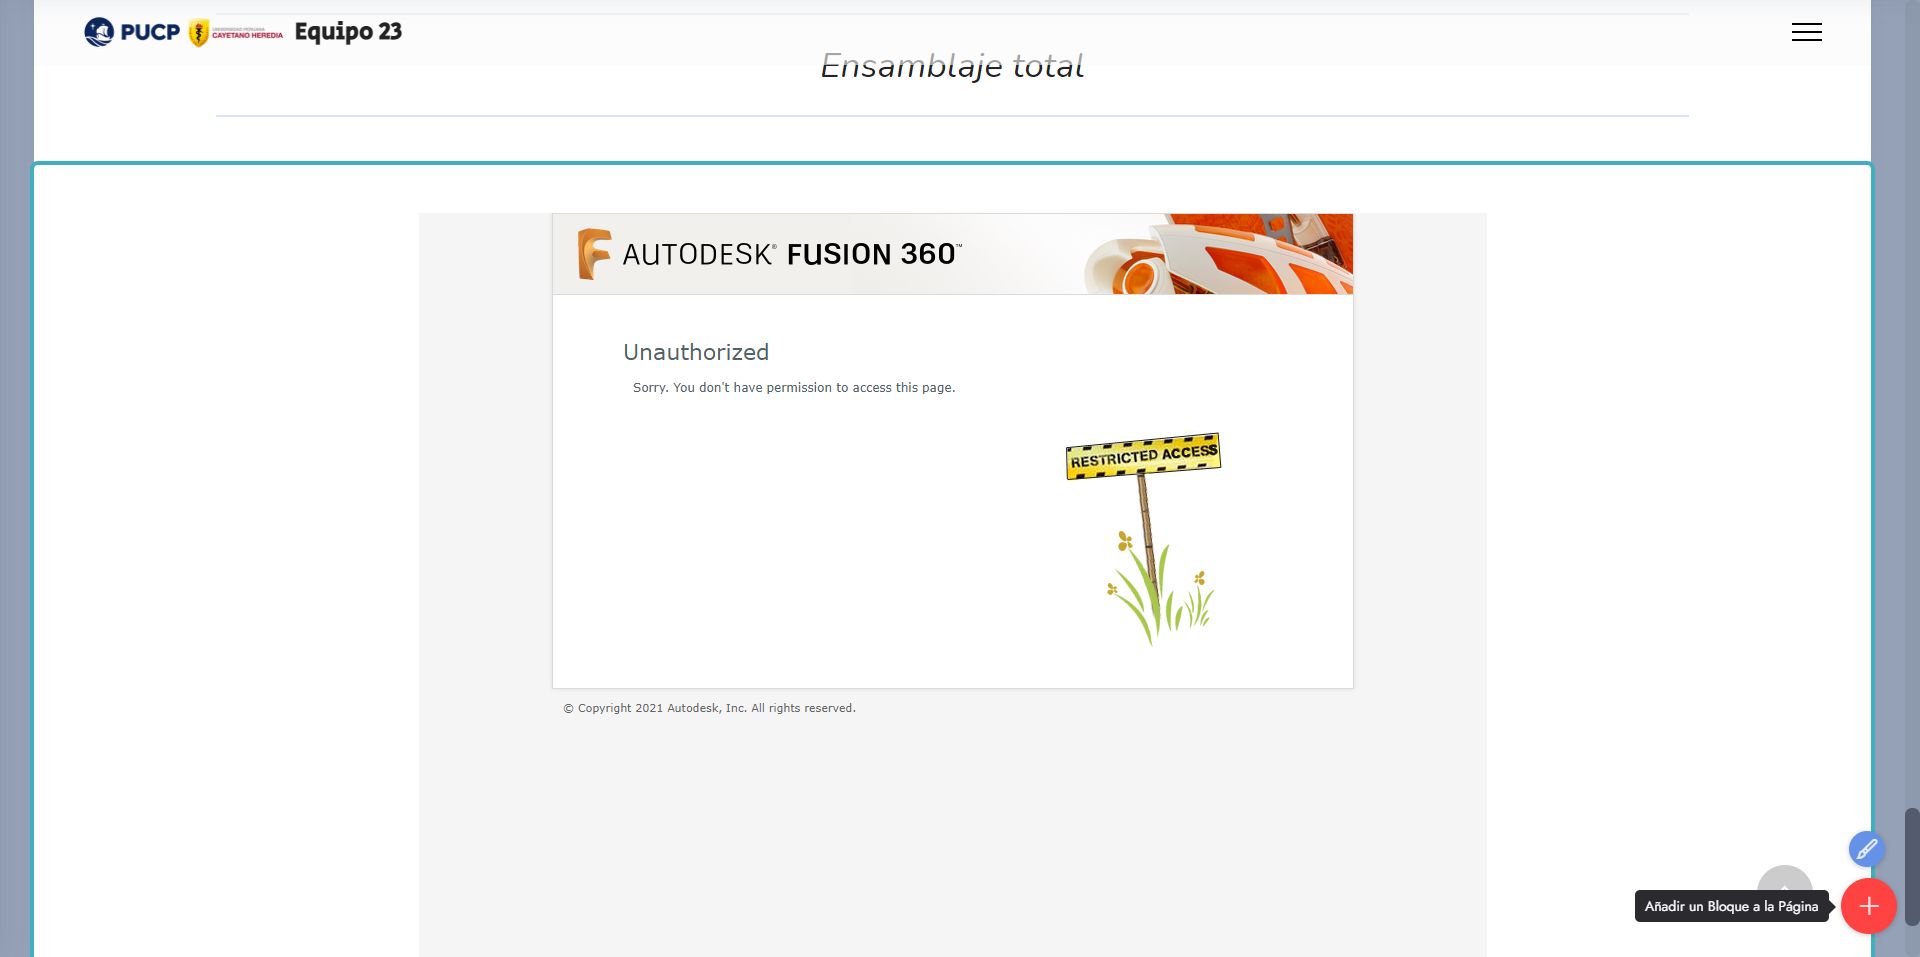 PUCP
UNIVERSIDAD PERUANA
CAYETANO HEREDIA
Equipo 23
Ensamblaje total
AUTODESK® FUSION 360™
Unauthorized
Sorry. You don't have permission to access this page.
RESTRICTED ACCESS
© Copyright 2021 Autodesk, Inc. All rights reserved.
Añadir un Bloque a la Página